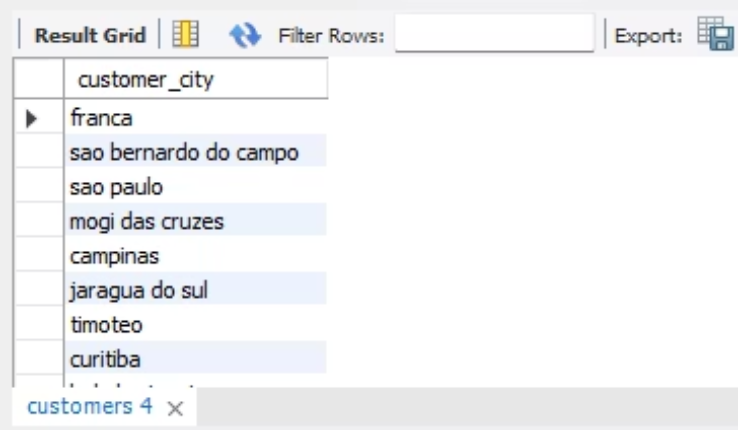 Result Grid Filter Rows: Export:
customer_city
franca
sao bernardo do campo
sao paulo
mogi das cruzes
campinas
jaragua do sul
timoteo
curitiba
customers 4